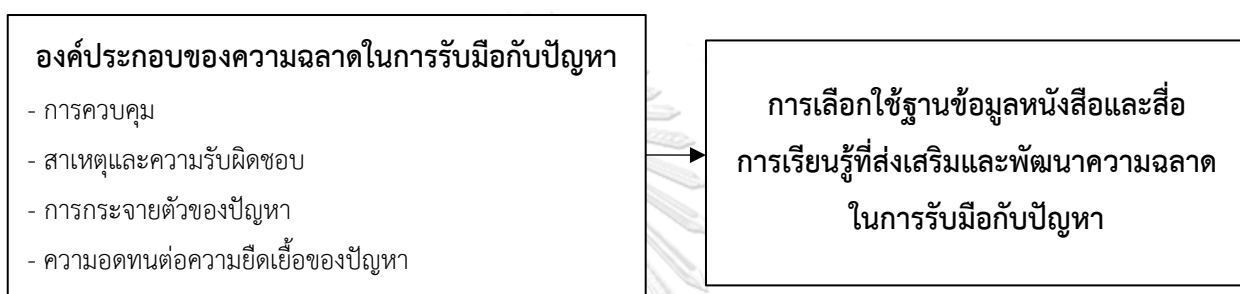 องค์ประกอบของความฉลาดในการรับมือกับปัญหา
- การควบคุม
- สาเหตุและความรับผิดชอบ
- การกระจายตัวของปัญหา
- ความอดทนต่อความยืดเยื้อของปัญหา
การเลือกใช้ฐานข้อมูลหนังสือและสื่อ
การเรียนรู้ที่ส่งเสริมและพัฒนาความฉลาด
ในการรับมือกับปัญหา